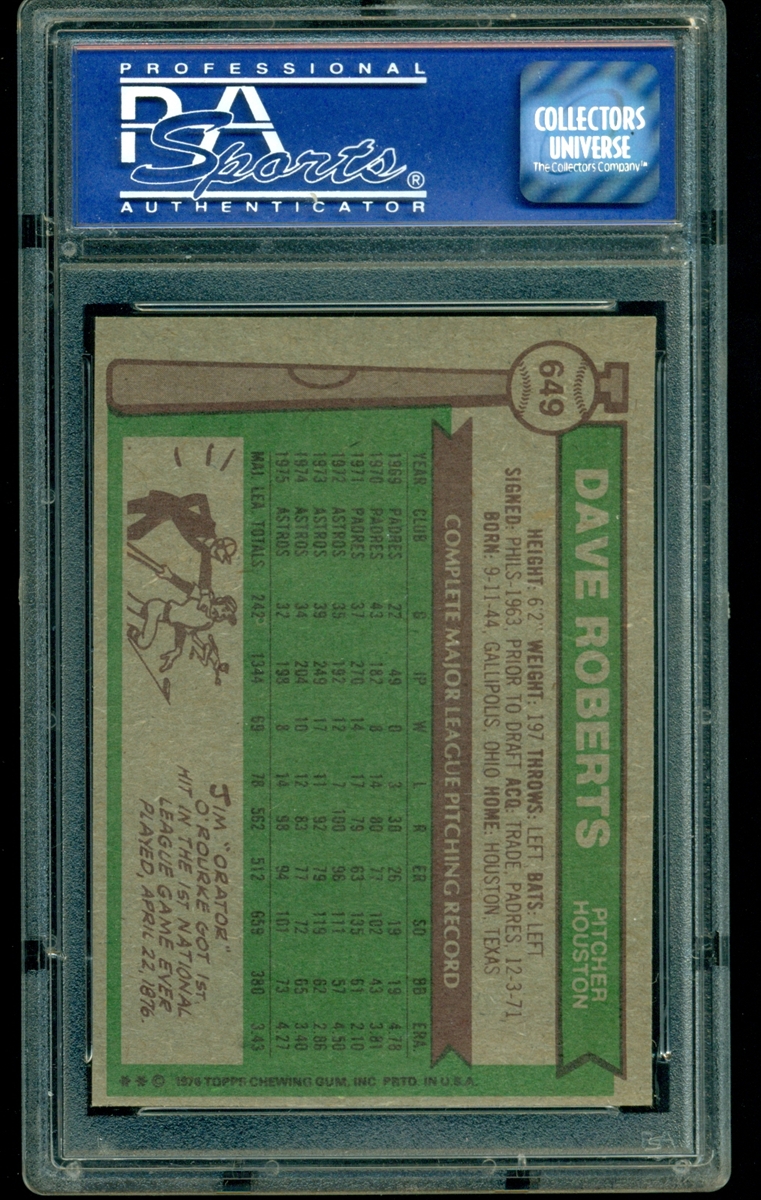 PROFESSIONAL
PSA
Sports®
AUTHENTICATOR
COLLECTORS
UNIVERSE
The Collectors Company™
649
DAVE ROBERTS
PITCHER
HOUSTON
HEIGHT: 6'2" WEIGHT: 197 THROWS: LEFT BATS: LEFT
SIGNED: PHILS-1963, PRIOR TO DRAFT ACQ: TRADE, PADRES, 12-3-71,
BORN: 9-11-44, GALLIPOLIS, OHIO HOME: HOUSTON, TEXAS
COMPLETE MAJOR LEAGUE PITCHING RECORD
YEAR CLUB G IP W L R ER SO BB ERA.
1969 PADRES 27 49 0 3 30 26 19 19 4.78
1970 PADRES 43 182 8 14 80 77 102 43 3.81
1971 PADRES 37 270 14 17 79 63 135 61 2.10
1972 ASTROS 35 192 12 7 100 96 111 57 4.50
1973 ASTROS 39 249 17 11 92 79 119 62 2.86
1974 ASTROS 34 204 10 12 83 77 72 65 3.40
1975 ASTROS 32 198 8 14 98 94 101 73 4.27
MAJ. LEA. TOTALS 242 1344 69 78 562 512 659 380 3.43
JIM "ORATOR"
O'ROURKE GOT 1ST
HIT IN THE 1ST NATIONAL
LEAGUE GAME EVER
PLAYED, APRIL 22, 1876.
** © 1976 TOPPS CHEWING GUM, INC. PRTD. IN U.S.A.
PSA